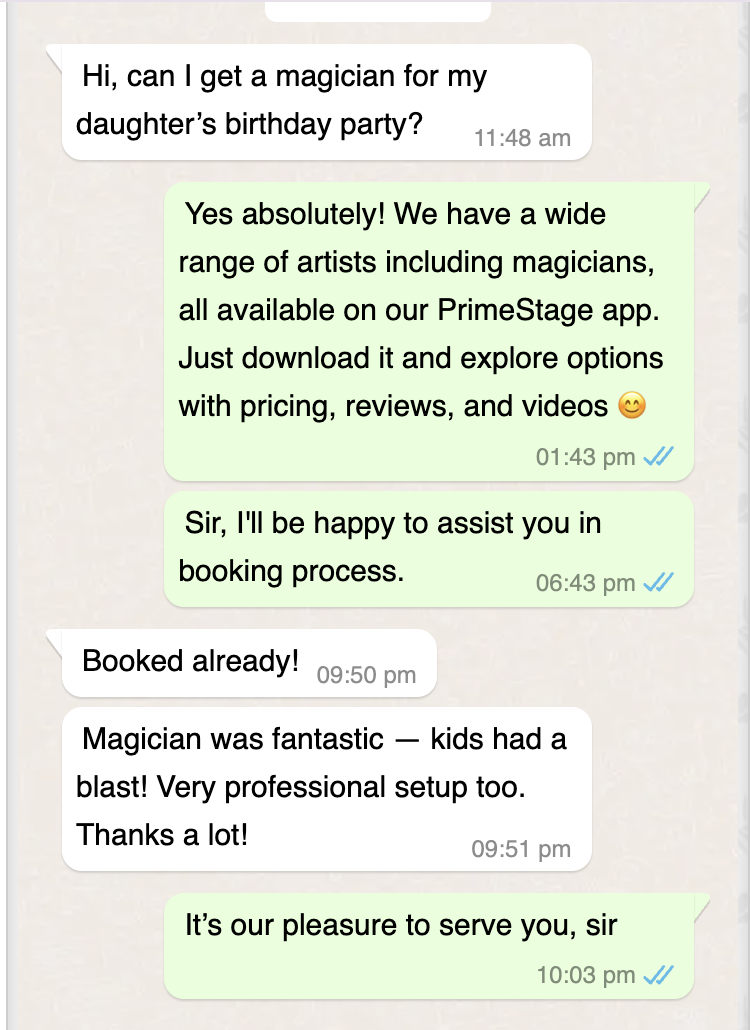 Hi, can I get a magician for my
daughter’s birthday party?
11:48 am
Yes absolutely! We have a wide
range of artists including magicians,
all available on our PrimeStage app.
Just download it and explore options
with pricing, reviews, and videos 😊
01:43 pm
Sir, I'll be happy to assist you in
booking process.
06:43 pm
Booked already!
09:50 pm
Magician was fantastic — kids had a
blast! Very professional setup too.
Thanks a lot!
09:51 pm
It’s our pleasure to serve you, sir
10:03 pm